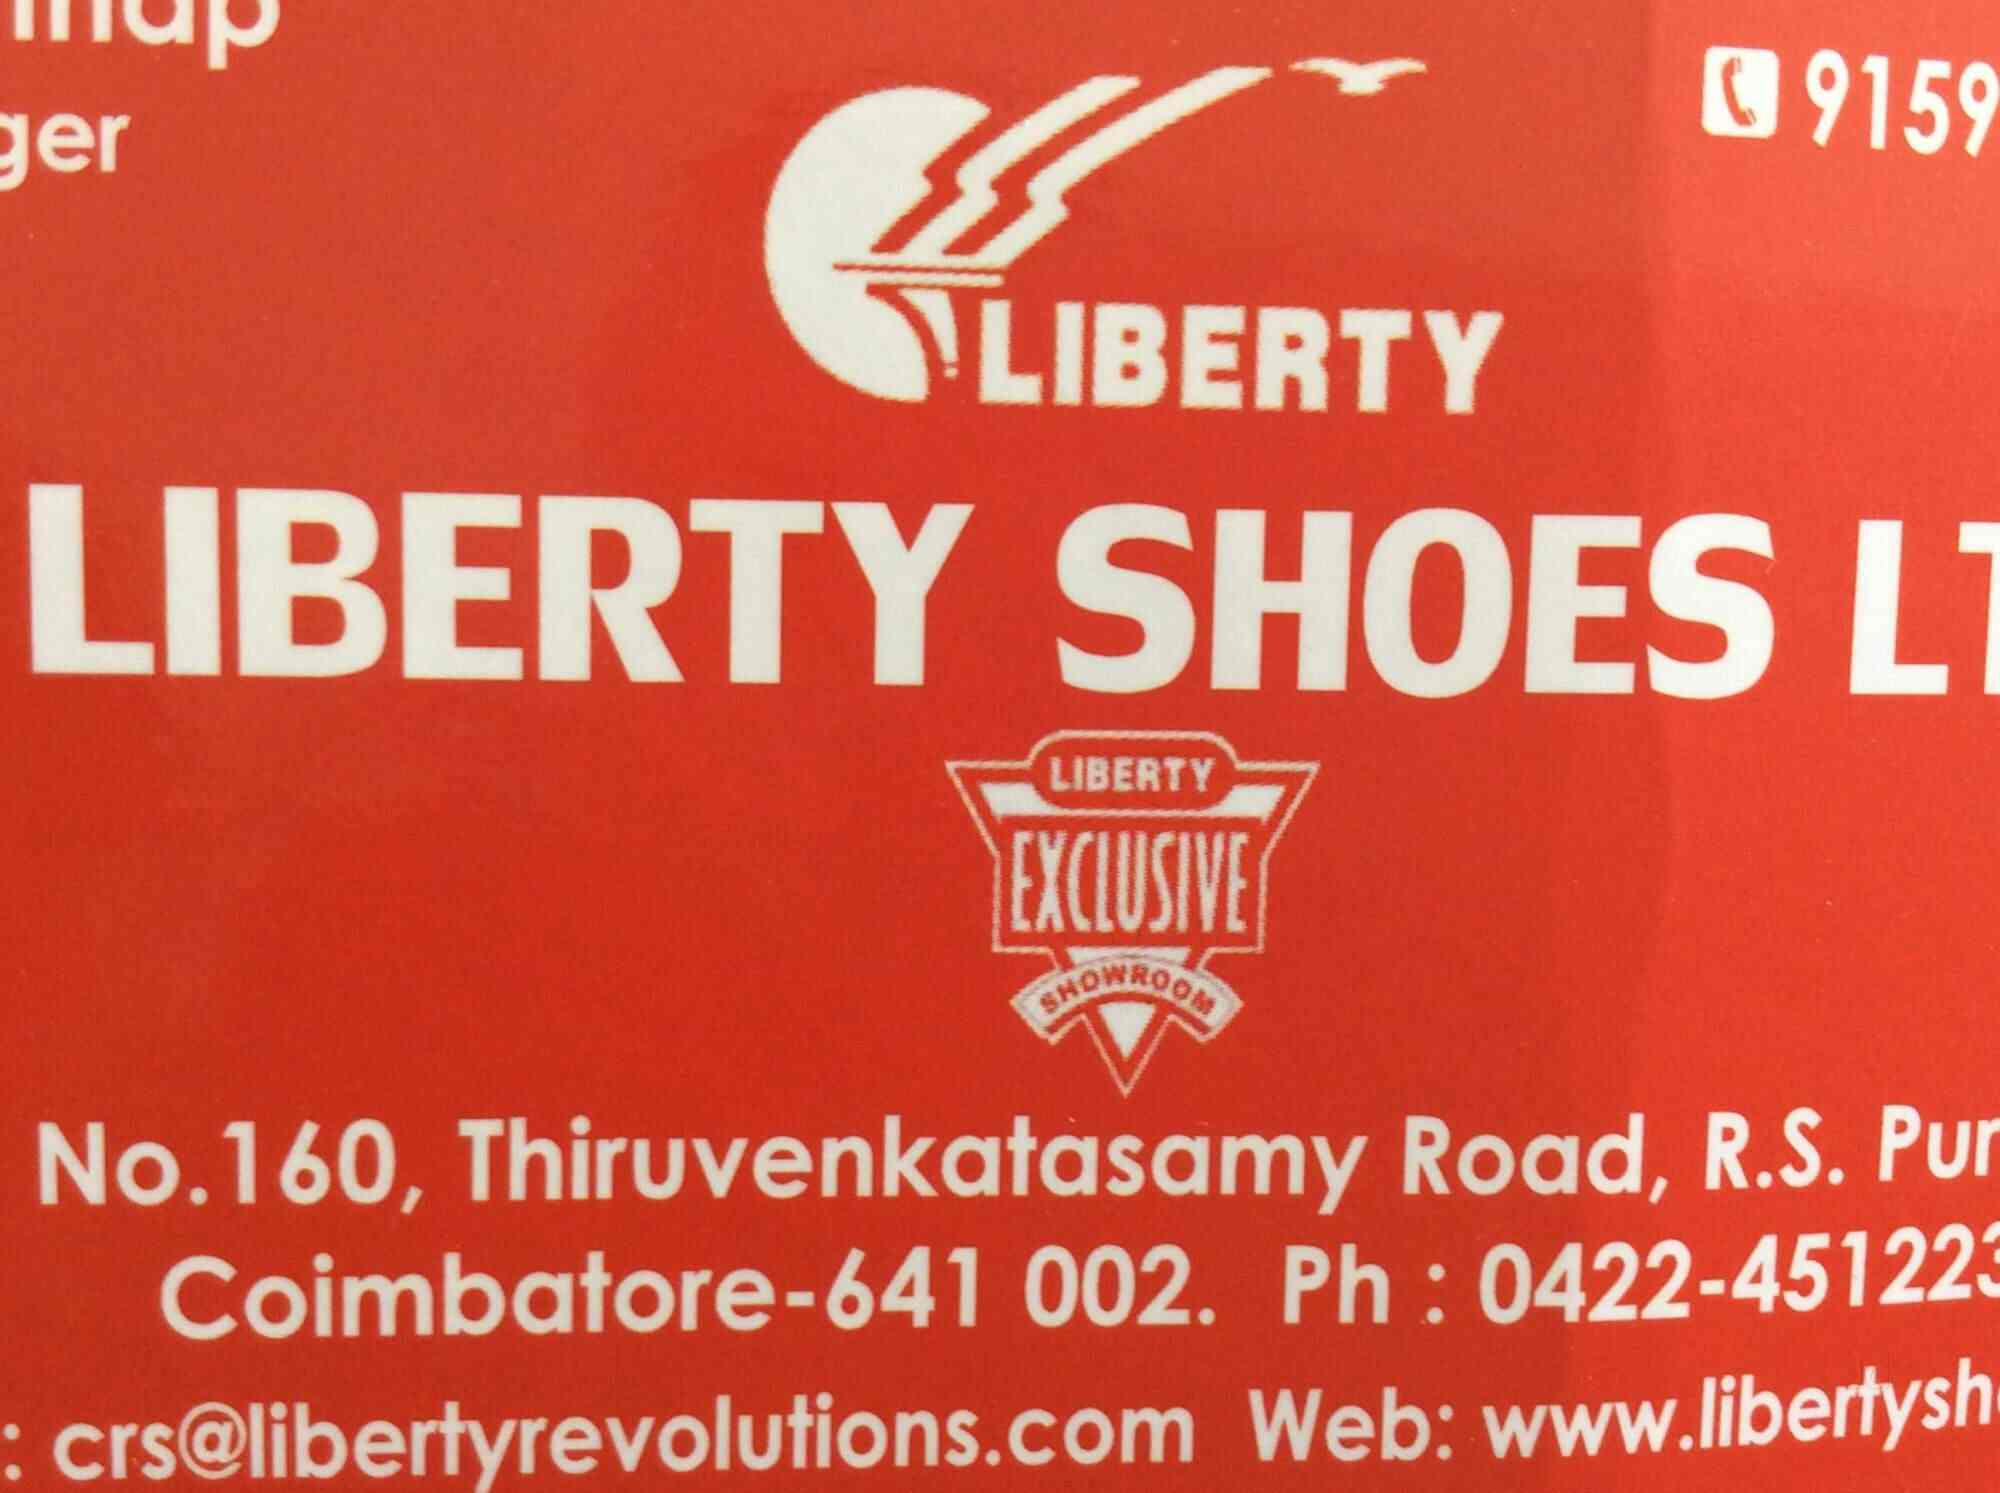 ger
9159
LIBERTY
LIBERTY SHOES
LIBERTY
EXCLUSIVE
SHOWROOM
No.160, Thiruvenkatasamy Road, R.S. Pur
Coimbatore-641 002. Ph : 0422-451223
: crs@libertyrevolutions.com Web: www.libertysh